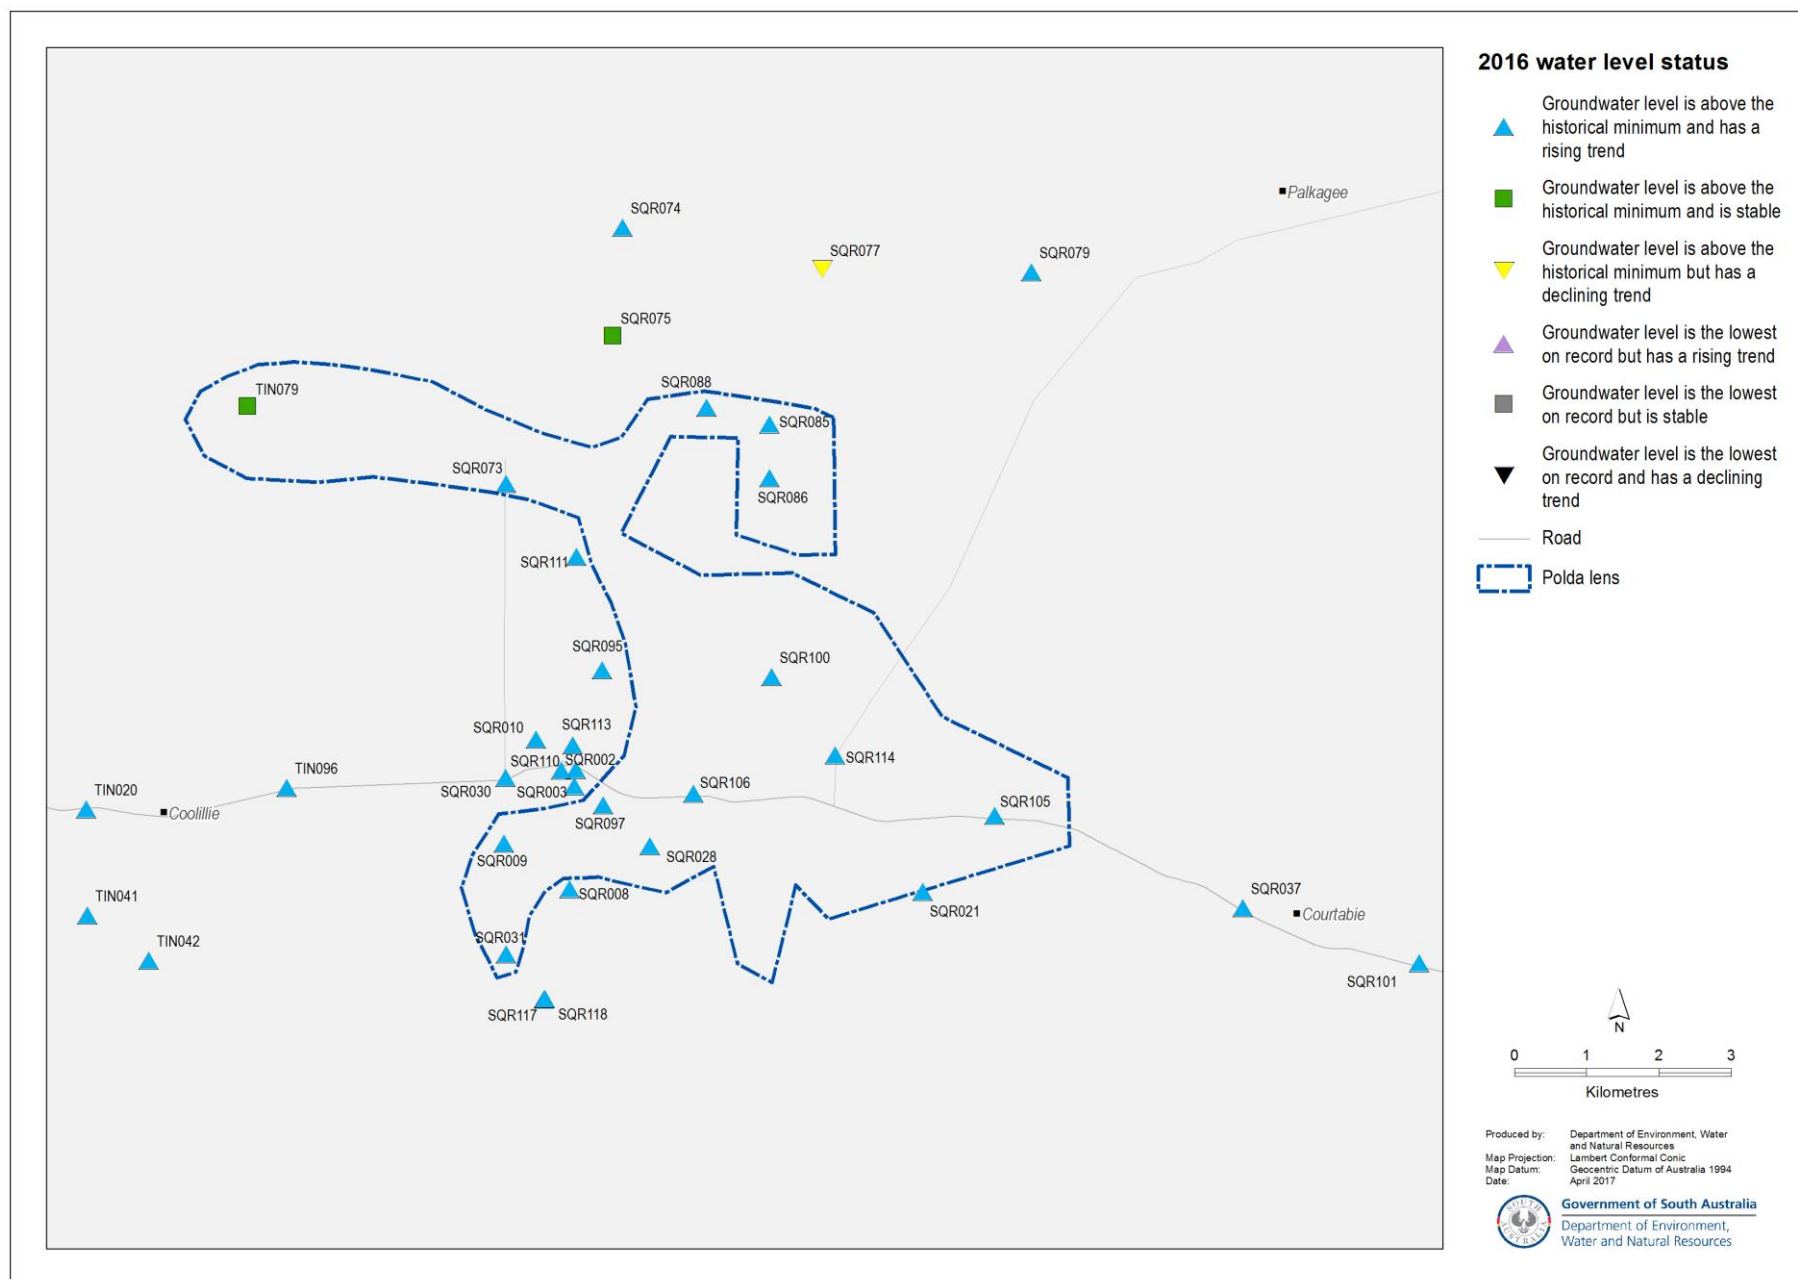 2016 water level status
Groundwater level is above the
historical minimum and has a
rising trend
Groundwater level is above the
historical minimum and is stable
Groundwater level is above the
historical minimum but has a
declining trend
Groundwater level is the lowest
on record but has a rising trend
Groundwater level is the lowest
on record but is stable
Groundwater level is the lowest
on record and has a declining
trend
Road
Polda lens
Palkagee
SQR074
SQR077
SQR079
SQR075
TIN079
SQR088
SQR085
SQR073
SQR086
SQR111
SQR095
SQR100
SQR010
SQR113
SQR110
SQR002
SQR114
TIN096
SQR030
SQR003
SQR106
TIN020
Coolillie
SQR097
SQR105
SQR009
SQR028
SQR008
SQR021
SQR037
Courtabie
TIN041
TIN042
SQR031
SQR101
SQR117
SQR118
N
0 1 2 3
Kilometres
Produced by: Department of Environment, Water
and Natural Resources
Map Projection: Lambert Conformal Conic
Map Datum: Geocentric Datum of Australia 1994
Date: April 2017
SOUTH
AUSTRALIA
Government of South Australia
Department of Environment,
Water and Natural Resources